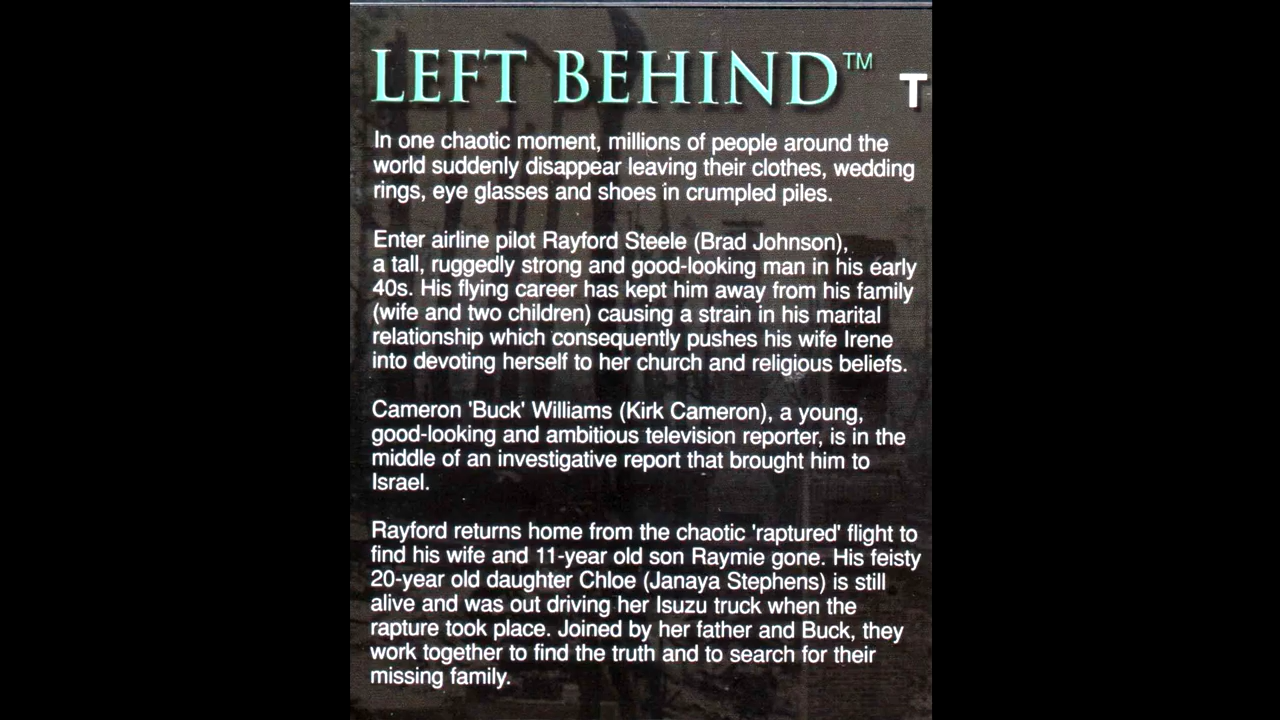 LEFT BEHIND™ T
In one chaotic moment, millions of people around the
world suddenly disappear leaving their clothes, wedding
rings, eye glasses and shoes in crumpled piles.
Enter airline pilot Rayford Steele (Brad Johnson),
a tall, ruggedly strong and good-looking man in his early
40s. His flying career has kept him away from his family
(wife and two children) causing a strain in his marital
relationship which consequently pushes his wife Irene
into devoting herself to her church and religious beliefs.
Cameron 'Buck' Williams (Kirk Cameron), a young,
good-looking and ambitious television reporter, is in the
middle of an investigative report that brought him to
Israel.
Rayford returns home from the chaotic 'raptured' flight to
find his wife and 11-year old son Raymie gone. His feisty
20-year old daughter Chloe (Janaya Stephens) is still
alive and was out driving her Isuzu truck when the
rapture took place. Joined by her father and Buck, they
work together to find the truth and to search for their
missing family.